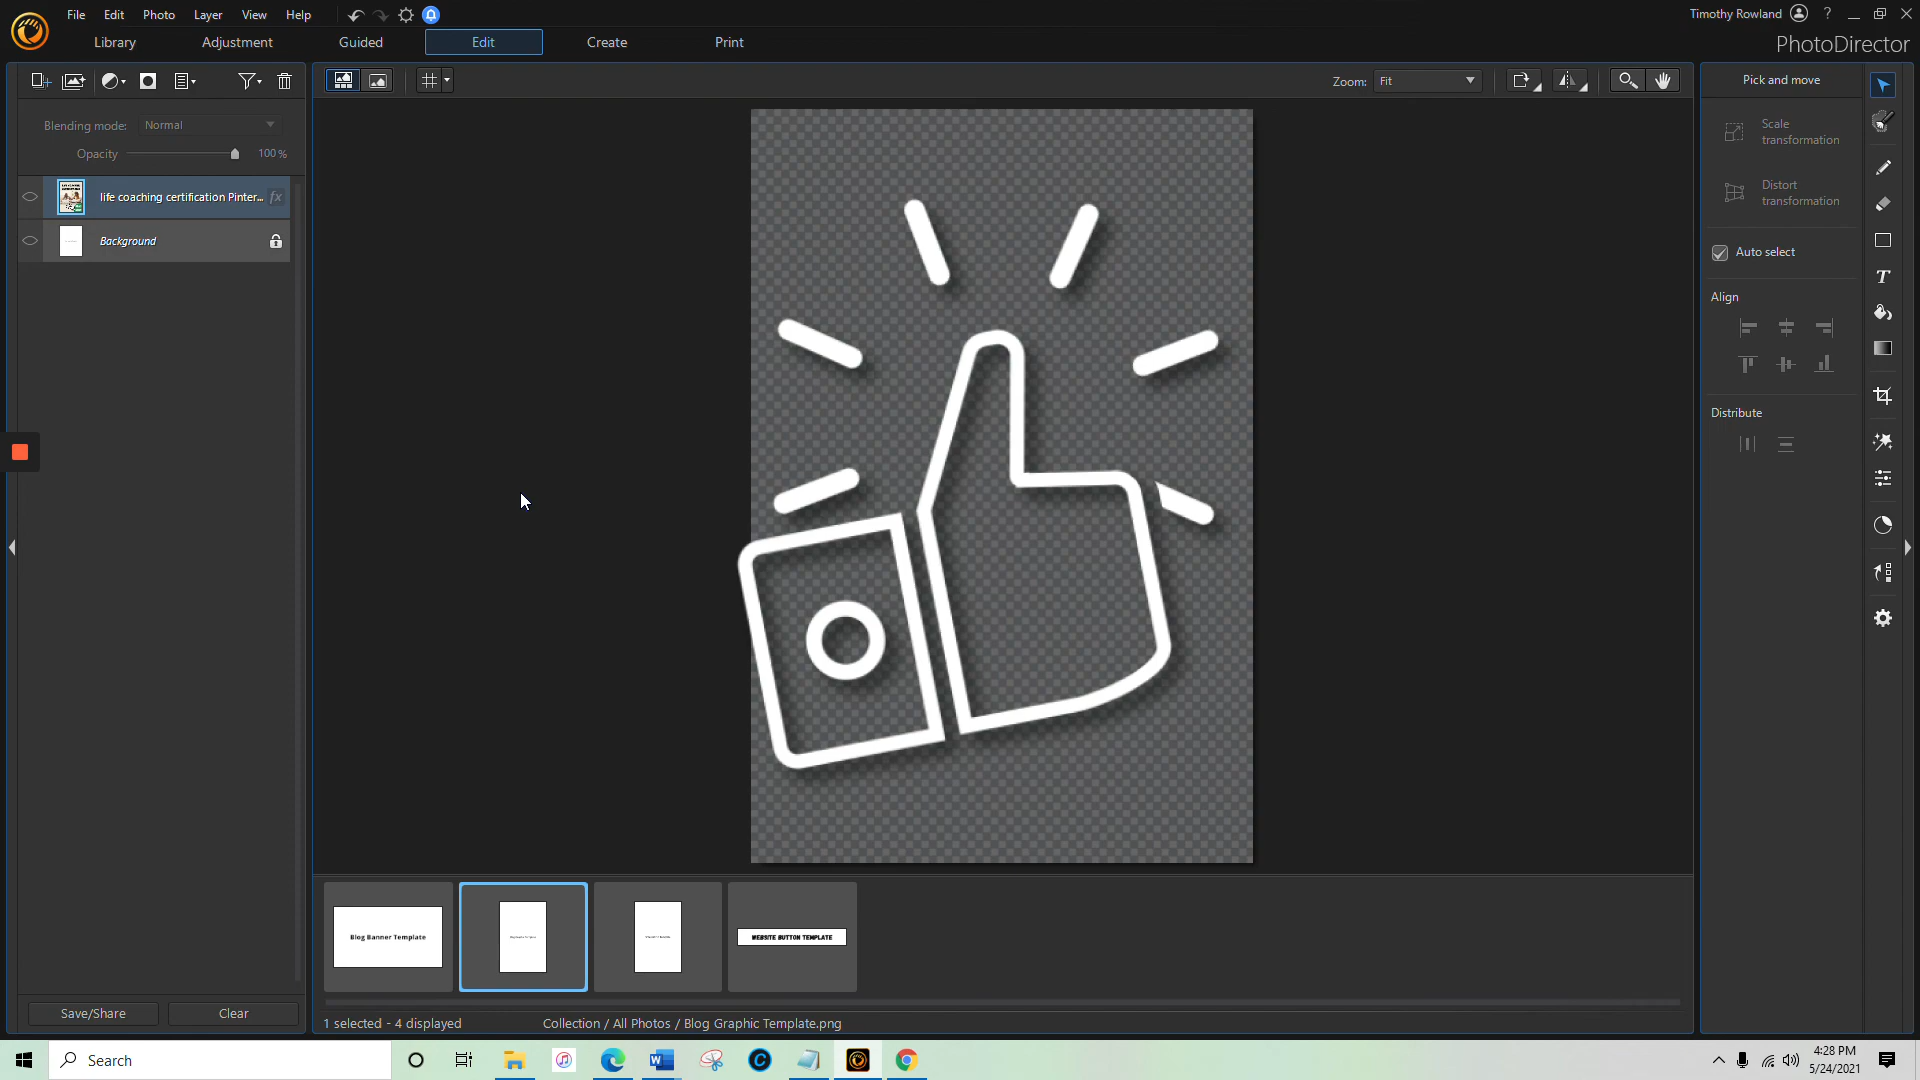 File Edit Photo Layer View Help
Timothy Rowland ?
Library Adjustment Guided Edit Create Print
PhotoDirector
Zoom: Fit
Pick and move
Blending mode: Normal
Opacity 100 %
Scale transformation
Distort transformation
life coaching certification Pinter... fx
Background
Auto select
Align
T
Distribute
Blog Banner Template
WEBSITE BUTTON TEMPLATE
Save/Share Clear
1 selected - 4 displayed Collection / All Photos / Blog Graphic Template.png
Search
4:28 PM
5/24/2021